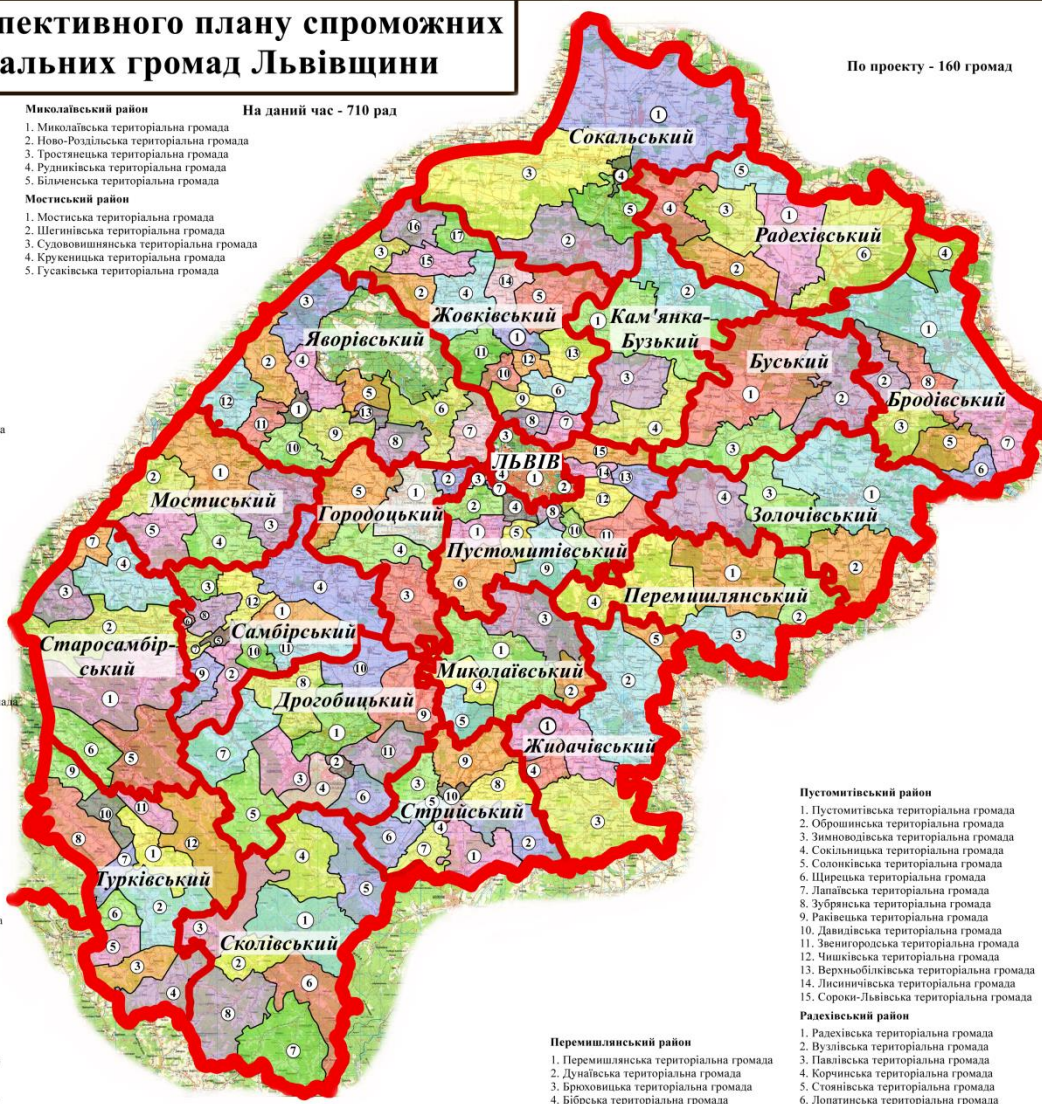 пективного плану спроможних
альних громад Львівщини
По проекту - 160 громад
На даний час - 710 рад
Миколаївський район
1. Миколаївська територіальна громада
2. Ново-Роздільська територіальна громада
3. Тростянецька територіальна громада
4. Рудниківська територіальна громада
5. Більченська територіальна громада
Мостиський район
1. Мостиська територіальна громада
2. Шегинівська територіальна громада
3. Судововишнянська територіальна громада
4. Крукеницька територіальна громада
5. Гусаківська територіальна громада
Сокальський
Радехівський
Жовківський
Кам'янка-
Бузький
Яворівський
Буський
Бродівський
ЛЬВІВ
Мостиський
Городоцький
Золочівський
Пустомитівський
Перемишлянський
Старосамбір-
ський
Самбірський
Миколаївський
Дрогобицький
Жидачівський
Стрийський
Турківський
Сколівський
Пустомитівський район
1. Пустомитівська територіальна громада
2. Оброшинська територіальна громада
3. Зимноводівська територіальна громада
4. Сокільницька територіальна громада
5. Солонківська територіальна громада
6. Щирецька територіальна громада
7. Лапаївська територіальна громада
8. Зубрянська територіальна громада
9. Раківецька територіальна громада
10. Давидівська територіальна громада
11. Звенигородська територіальна громада
12. Чишківська територіальна громада
13. Верхньобілківська територіальна громада
14. Лисиничівська територіальна громада
15. Сороки-Львівська територіальна громада
Радехівський район
1. Радехівська територіальна громада
2. Вузлівська територіальна громада
3. Павлівська територіальна громада
4. Корчинська територіальна громада
5. Стоянівська територіальна громада
6. Лопатинська територіальна громада
Перемишлянський район
1. Перемишлянська територіальна громада
2. Дунаївська територіальна громада
3. Брюховицька територіальна громада
4. Бібрська територіальна громада